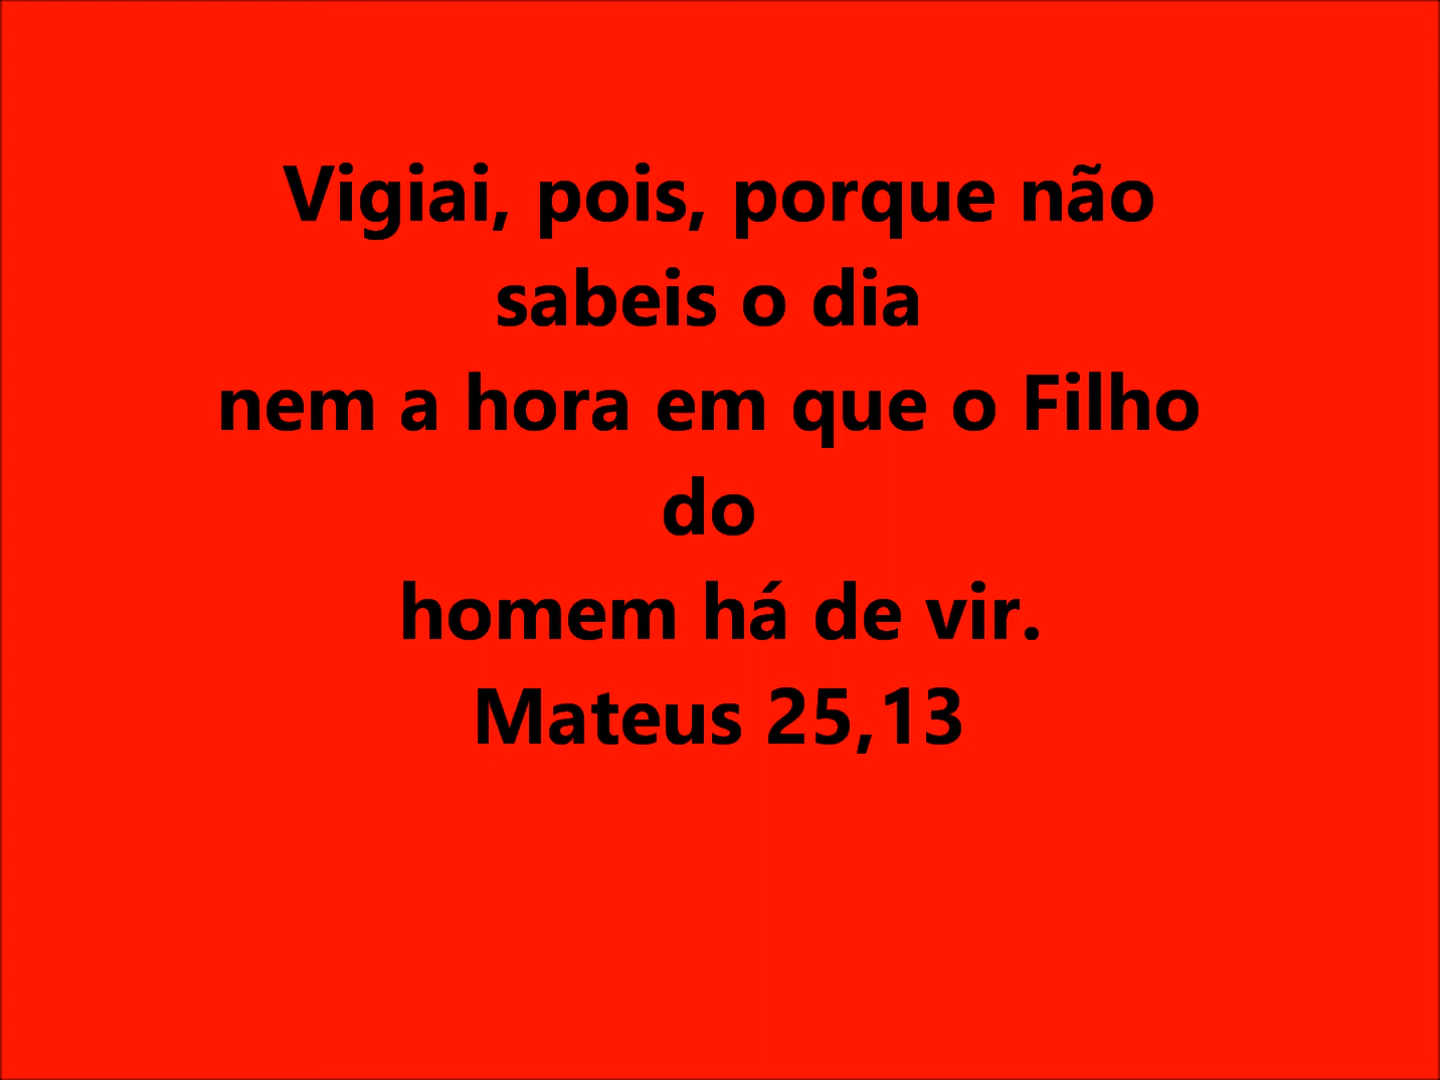 Vigiai, pois, porque não
sabeis o dia
nem a hora em que o Filho
do
homem há de vir.
Mateus 25,13